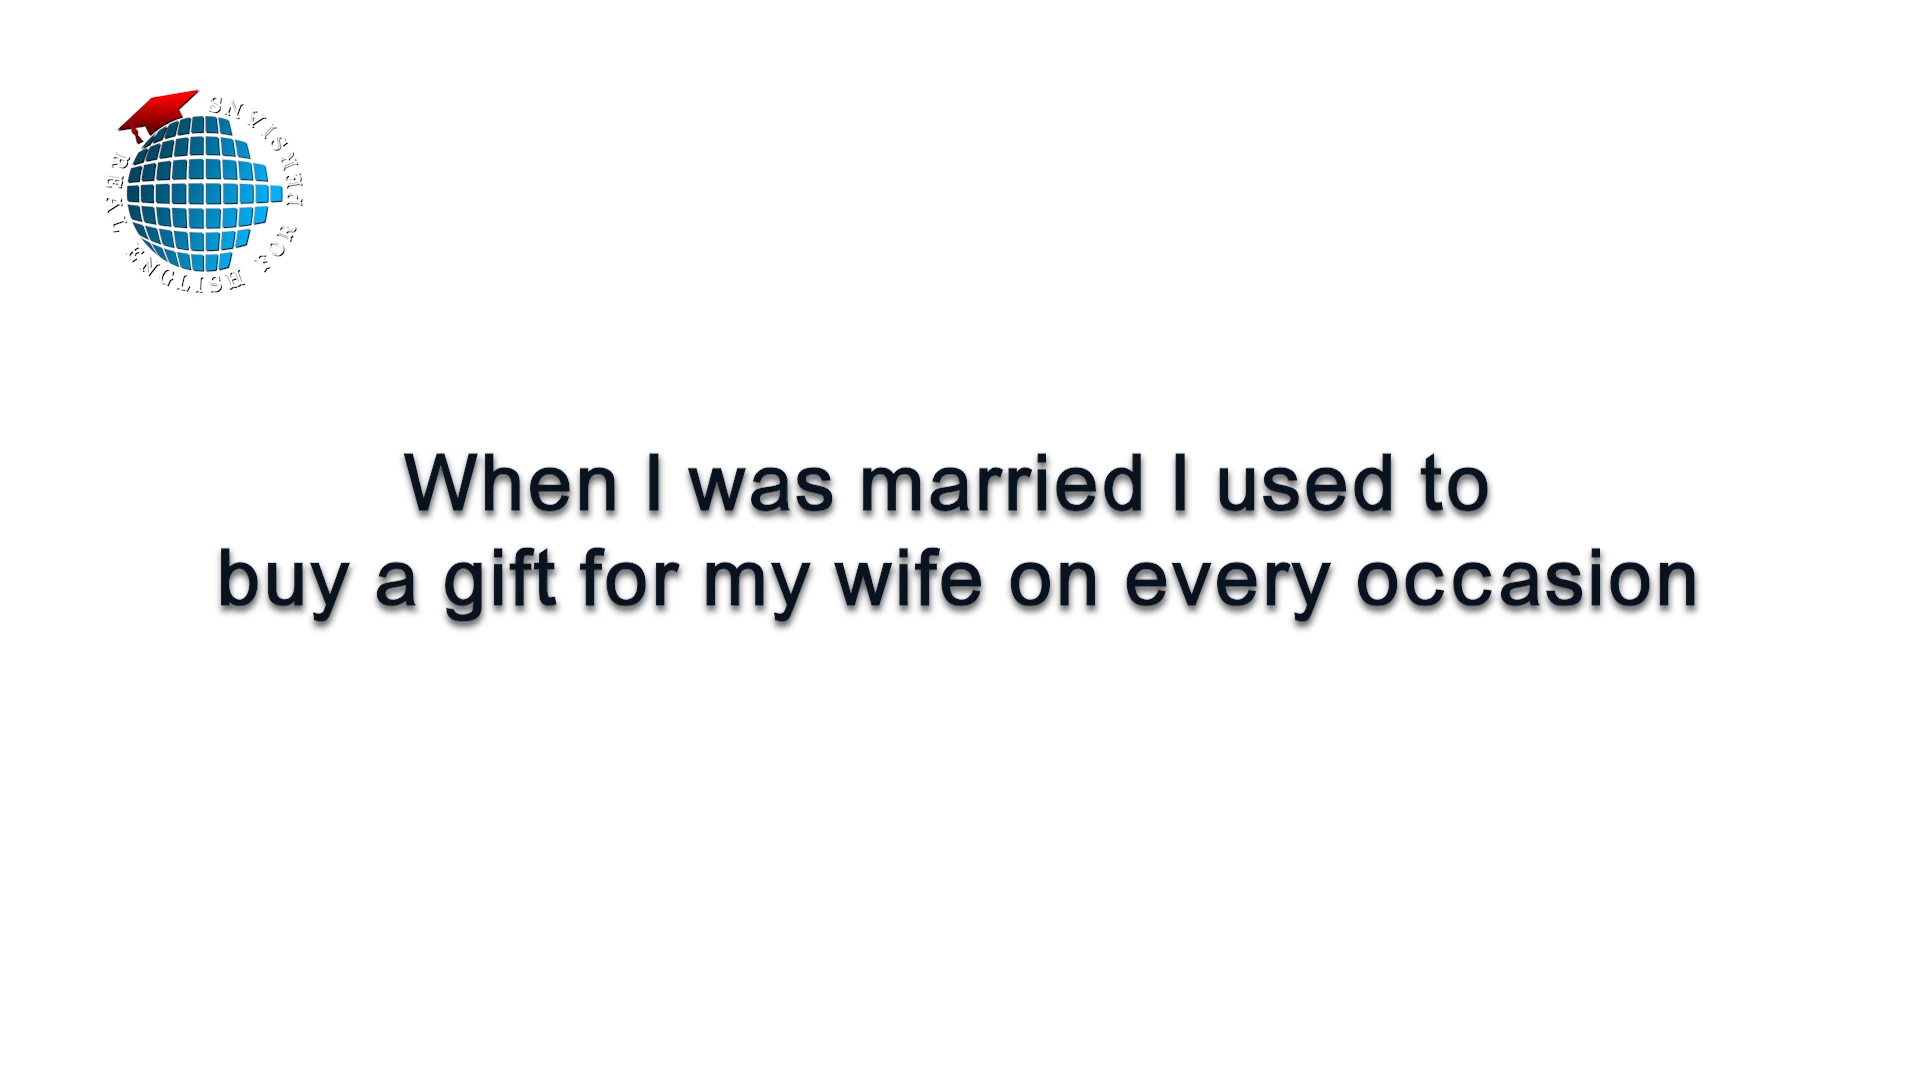 REAL ENGLISH FOR PERSIANS
When I was married I used to
buy a gift for my wife on every occasion